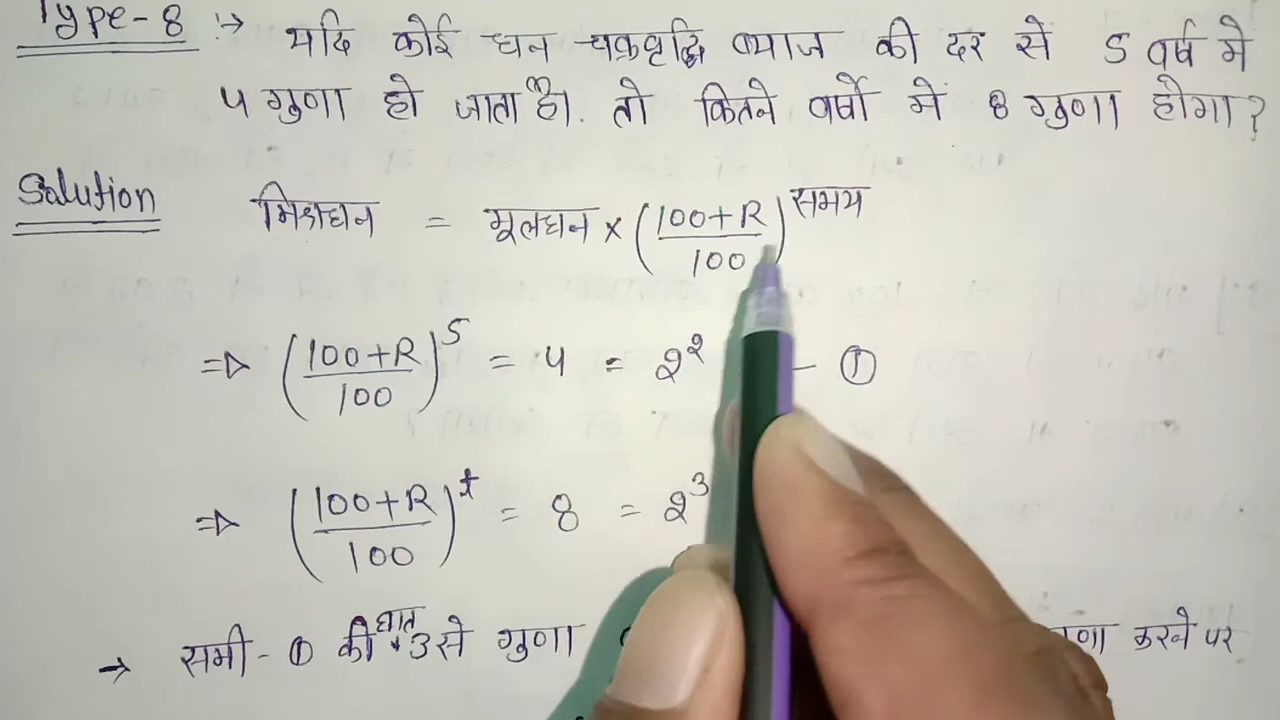 Type-8 :→ यदि कोई धन चक्रवृद्धि ब्याज की दर से 5 वर्ष मे
4 गुणा हो जाता है। तो कितने वर्षो मे 8 गुणा होगा?
Solution मिश्रधन = मूलधन × (100+R/100)^समय
⇒ (100+R/100)^5 = 4 = 2^2 - ①
⇒ (100+R/100)^t = 8 = 2^3
→ समी- ① की घात 3 से गुणा करने पर